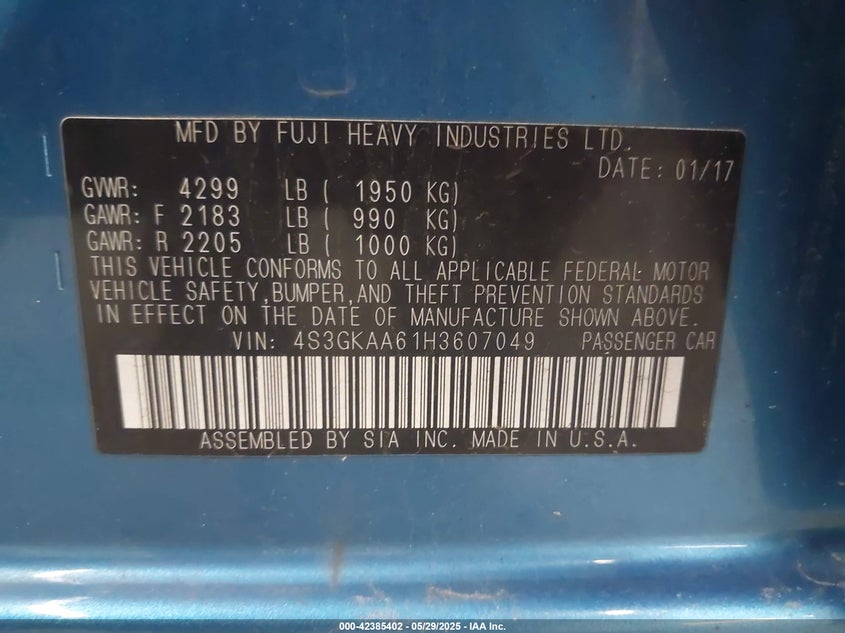 MFD BY FUJI HEAVY INDUSTRIES LTD.
DATE: 01/17
GVWR: 4299 LB ( 1950 KG)
GAWR: F 2183 LB ( 990 KG)
GAWR: R 2205 LB ( 1000 KG)
THIS VEHICLE CONFORMS TO ALL APPLICABLE FEDERAL MOTOR
VEHICLE SAFETY,BUMPER,AND THEFT PREVENTION STANDARDS
IN EFFECT ON THE DATE OF MANUFACTURE SHOWN ABOVE.
VIN: 4S3GKAA61H3607049 PASSENGER CAR
ASSEMBLED BY SIA INC. MADE IN U.S.A.
000-42385402 - 05/29/2025 - IAA Inc.